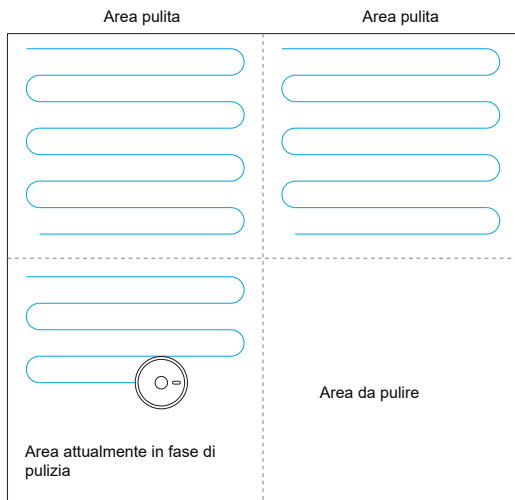 Area pulita
Area pulita
Area da pulire
Area attualmente in fase di
pulizia